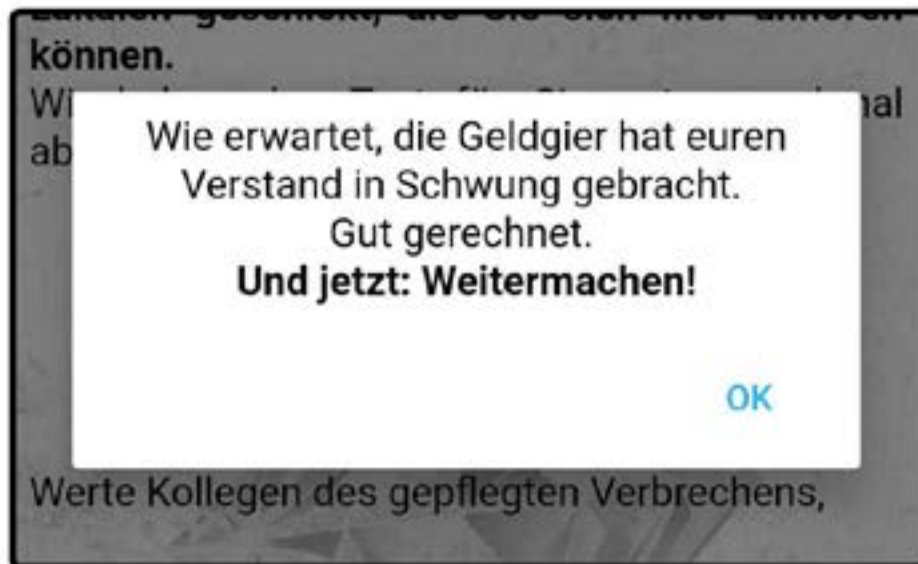 können.
Wie erwartet, die Geldgier hat euren
Verstand in Schwung gebracht.
Gut gerechnet.
Und jetzt: Weitermachen!
OK
Werte Kollegen des gepflegten Verbrechens,